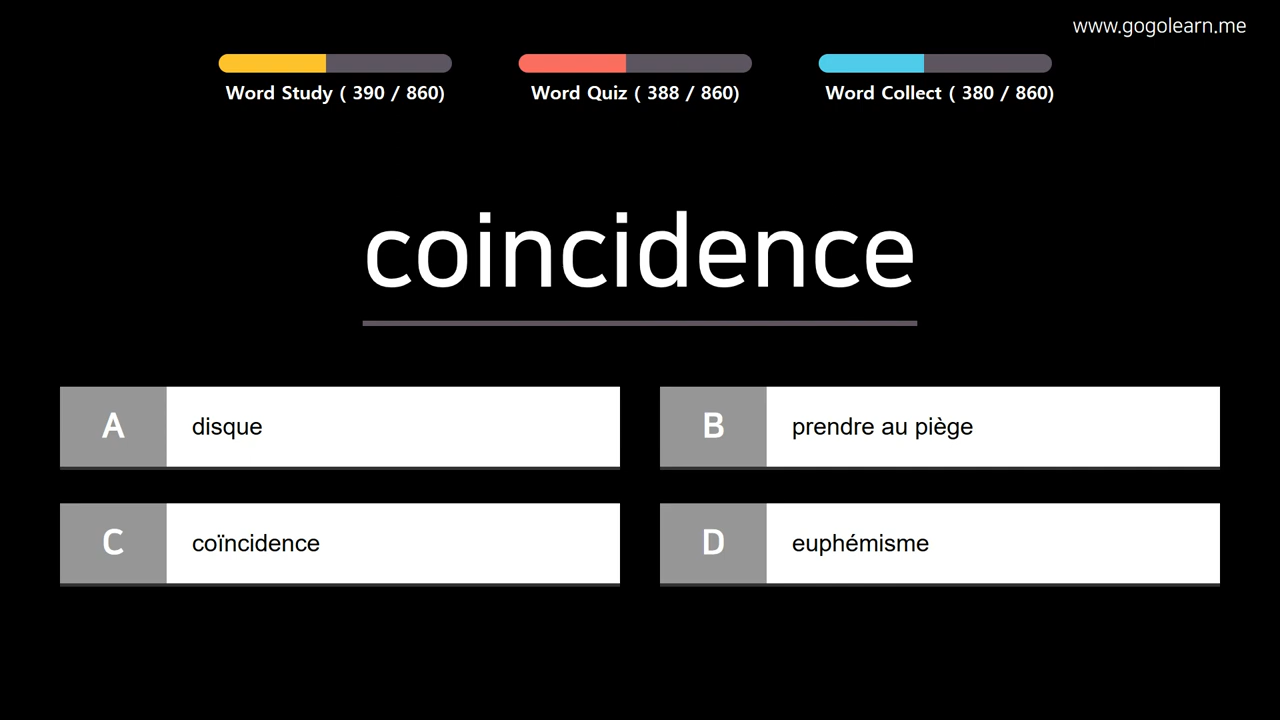 www.gogolearn.me
Word Study ( 390 / 860)
Word Quiz ( 388 / 860)
Word Collect ( 380 / 860)
coincidence
A disque
B prendre au piège
C coïncidence
D euphémisme